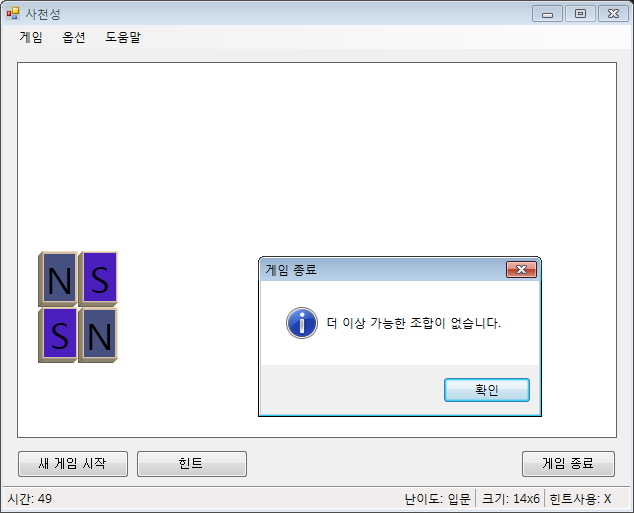 사천성
게임 옵션 도움말
N S
S N
게임 종료
더 이상 가능한 조합이 없습니다.
확인
새 게임 시작 힌트 게임 종료
시간: 49 난이도: 입문 크기: 14x6 힌트사용: X